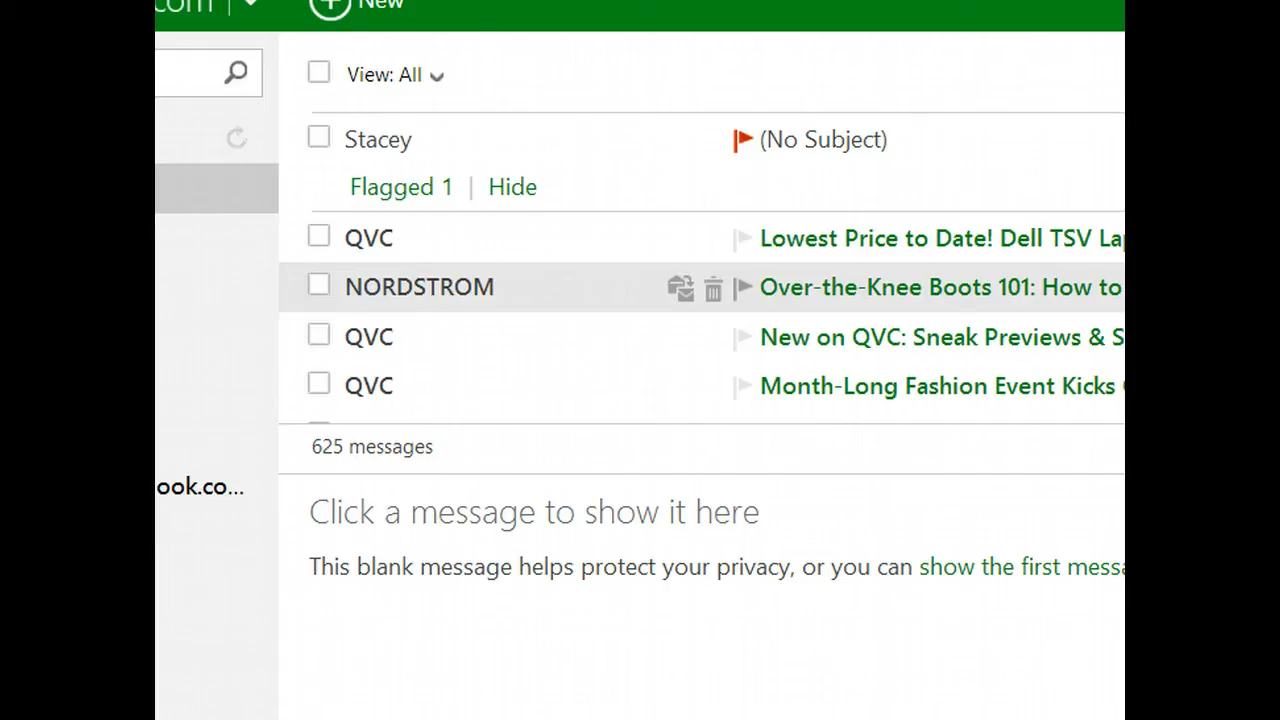 com
New
View: All
Stacey (No Subject)
Flagged 1 | Hide
QVC Lowest Price to Date! Dell TSV La
NORDSTROM Over-the-Knee Boots 101: How to
QVC New on QVC: Sneak Previews & S
QVC Month-Long Fashion Event Kicks
625 messages
ook.co...
Click a message to show it here
This blank message helps protect your privacy, or you can show the first messa